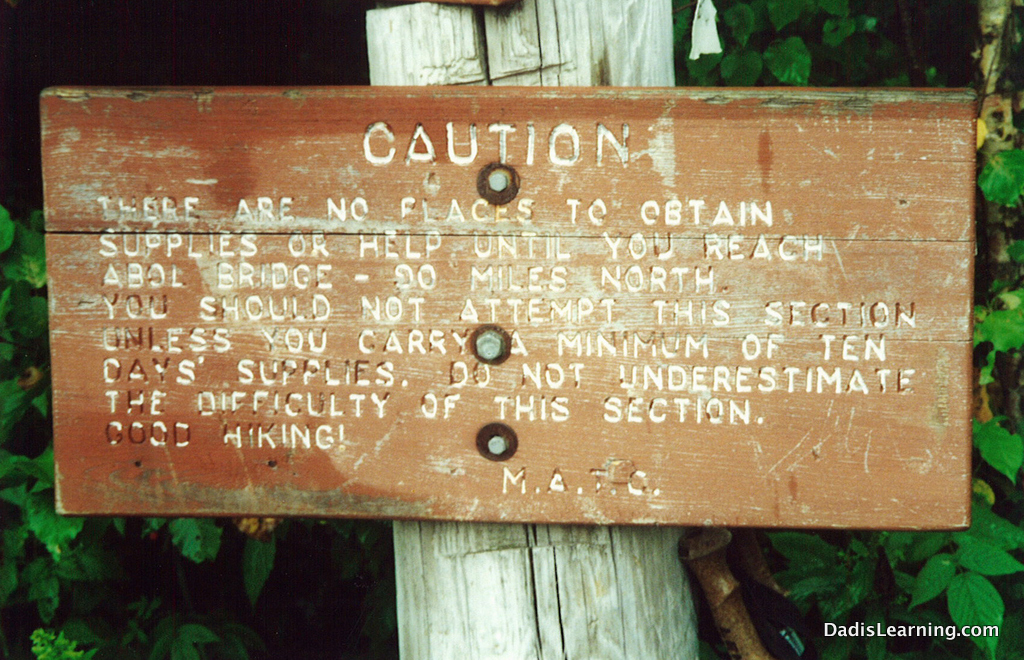 CAUTION
THERE ARE NO PLACES TO OBTAIN
SUPPLIES OR HELP UNTIL YOU REACH
ABOL BRIDGE - 90 MILES NORTH.
YOU SHOULD NOT ATTEMPT THIS SECTION
UNLESS YOU CARRY A MINIMUM OF TEN
DAYS' SUPPLIES. DO NOT UNDERESTIMATE
THE DIFFICULTY OF THIS SECTION.
GOOD HIKING!
M.A.T.C.
DadisLearning.com